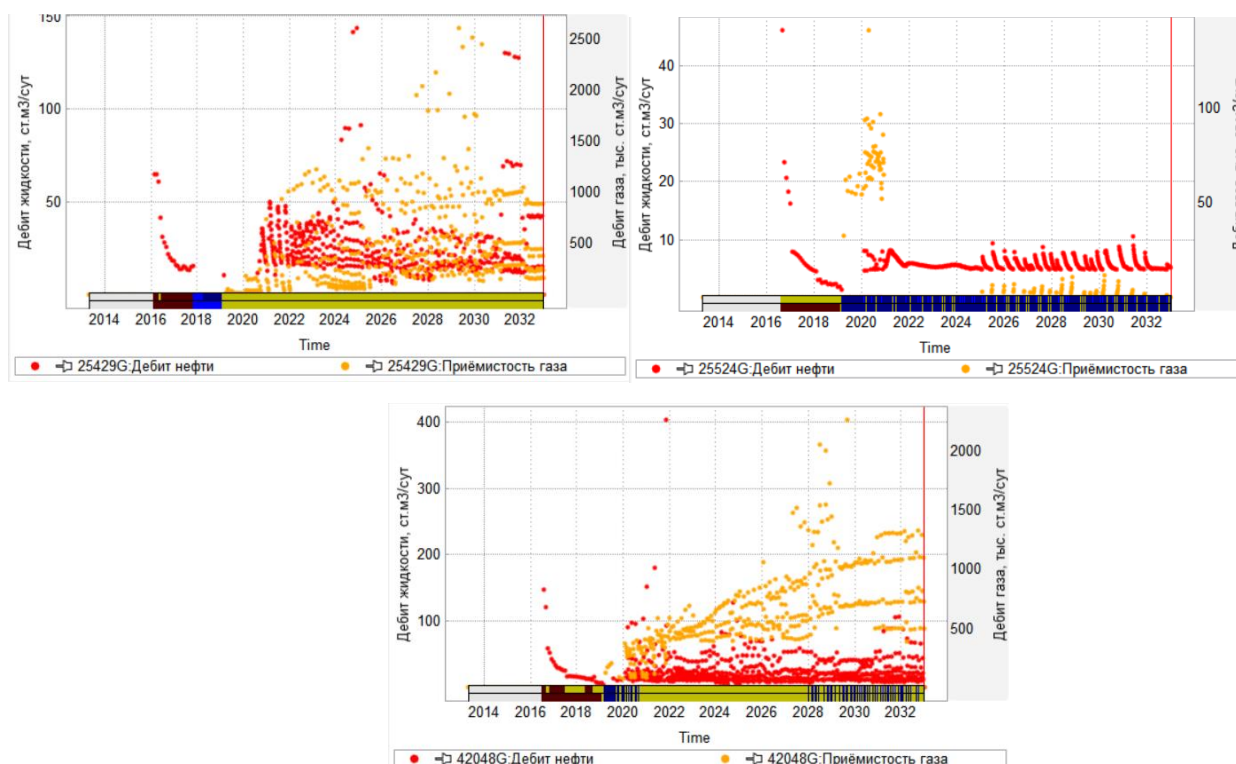 150
100
50
Дебит жидкости, ст.м3/сут
2500
2000
1500
1000
500
Дебит газа, тыс. ст.м3/сут
2014 2016 2018 2020 2022 2024 2026 2028 2030 2032
Time
25429G:Дебит нефти 25429G:Приёмистость газа
40
30
20
10
Дебит жидкости, ст.м3/сут
100
50
2014 2016 2018 2020 2022 2024 2026 2028 2030 2032
Time
25524G:Дебит нефти 25524G:Приёмистость газа
400
300
200
100
0
Дебит жидкости, ст.м3/сут
2000
1500
1000
500
Дебит газа, тыс. ст.м3/сут
2014 2016 2018 2020 2022 2024 2026 2028 2030 2032
Time
42048G:Дебит нефти 42048G:Приёмистость газа